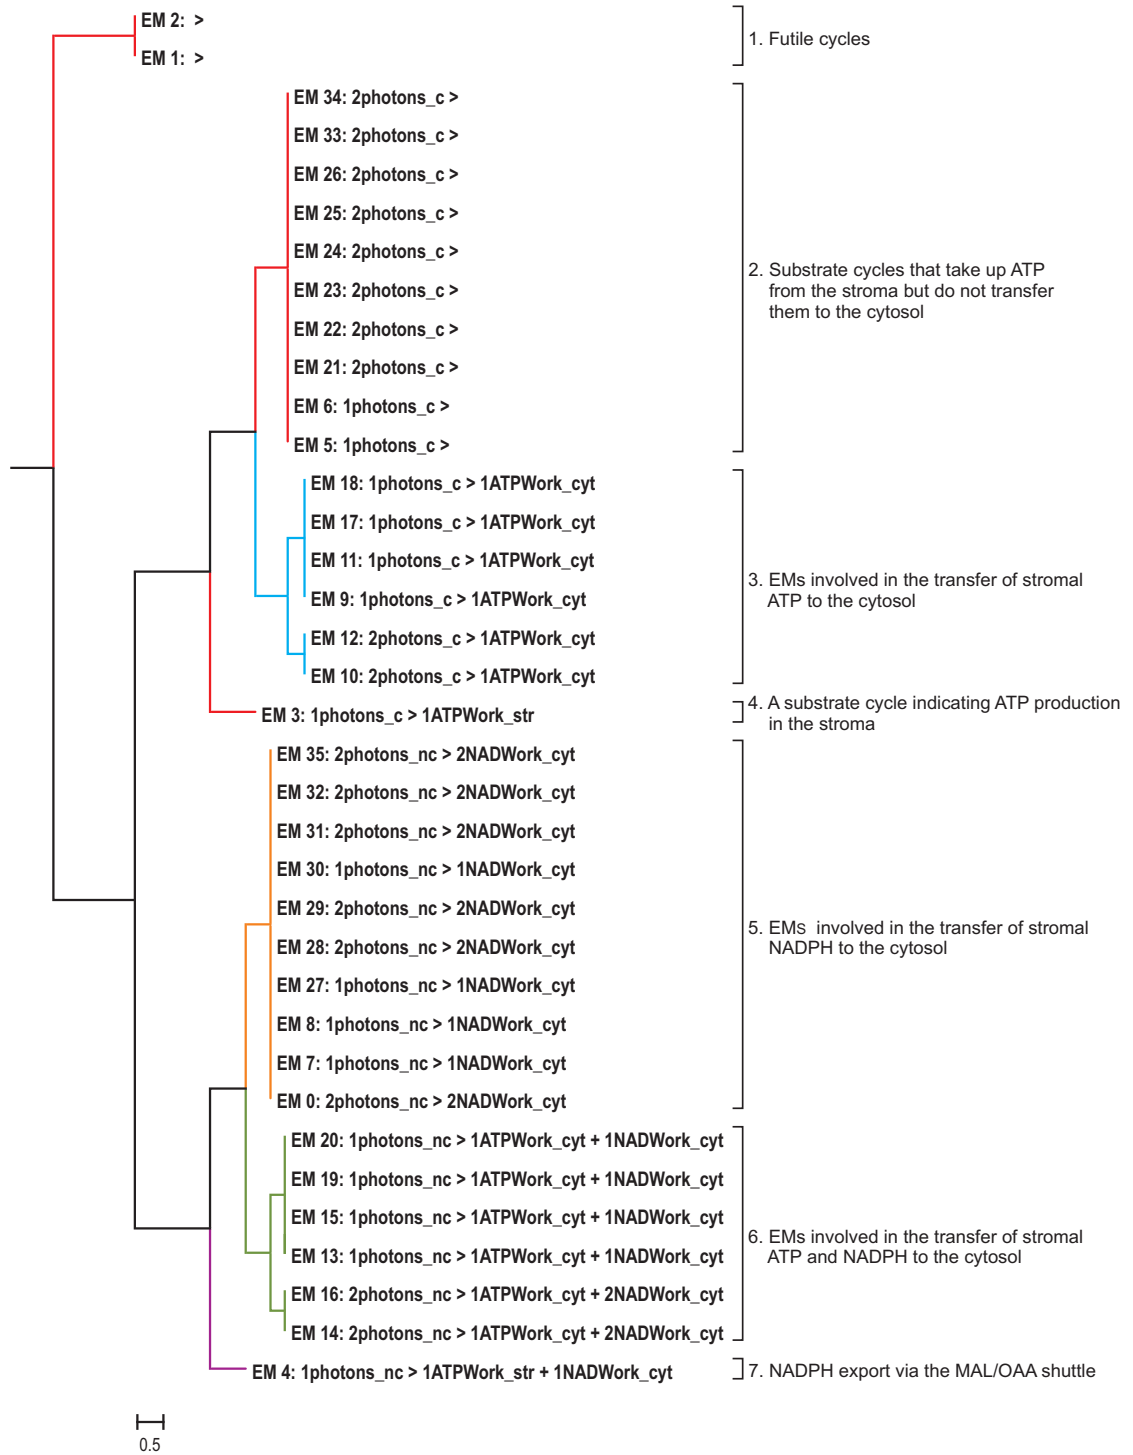 EM 2: >
EM 1: >
1. Futile cycles
EM 34: 2photons_c >
EM 33: 2photons_c >
EM 26: 2photons_c >
EM 25: 2photons_c >
EM 24: 2photons_c >
EM 23: 2photons_c >
EM 22: 2photons_c >
EM 21: 2photons_c >
EM 6: 1photons_c >
EM 5: 1photons_c >
2. Substrate cycles that take up ATP
from the stroma but do not transfer
them to the cytosol
EM 18: 1photons_c > 1ATPWork_cyt
EM 17: 1photons_c > 1ATPWork_cyt
EM 11: 1photons_c > 1ATPWork_cyt
EM 9: 1photons_c > 1ATPWork_cyt
EM 12: 2photons_c > 1ATPWork_cyt
EM 10: 2photons_c > 1ATPWork_cyt
3. EMs involved in the transfer of stromal
ATP to the cytosol
EM 3: 1photons_c > 1ATPWork_str
4. A substrate cycle indicating ATP production
in the stroma
EM 35: 2photons_nc > 2NADWork_cyt
EM 32: 2photons_nc > 2NADWork_cyt
EM 31: 2photons_nc > 2NADWork_cyt
EM 30: 1photons_nc > 1NADWork_cyt
EM 29: 2photons_nc > 2NADWork_cyt
EM 28: 2photons_nc > 2NADWork_cyt
EM 27: 1photons_nc > 1NADWork_cyt
EM 8: 1photons_nc > 1NADWork_cyt
EM 7: 1photons_nc > 1NADWork_cyt
EM 0: 2photons_nc > 2NADWork_cyt
5. EMs involved in the transfer of stromal
NADPH to the cytosol
EM 20: 1photons_nc > 1ATPWork_cyt + 1NADWork_cyt
EM 19: 1photons_nc > 1ATPWork_cyt + 1NADWork_cyt
EM 15: 1photons_nc > 1ATPWork_cyt + 1NADWork_cyt
EM 13: 1photons_nc > 1ATPWork_cyt + 1NADWork_cyt
EM 16: 2photons_nc > 1ATPWork_cyt + 2NADWork_cyt
EM 14: 2photons_nc > 1ATPWork_cyt + 2NADWork_cyt
6. EMs involved in the transfer of stromal
ATP and NADPH to the cytosol
EM 4: 1photons_nc > 1ATPWork_str + 1NADWork_cyt
7. NADPH export via the MAL/OAA shuttle
0.5